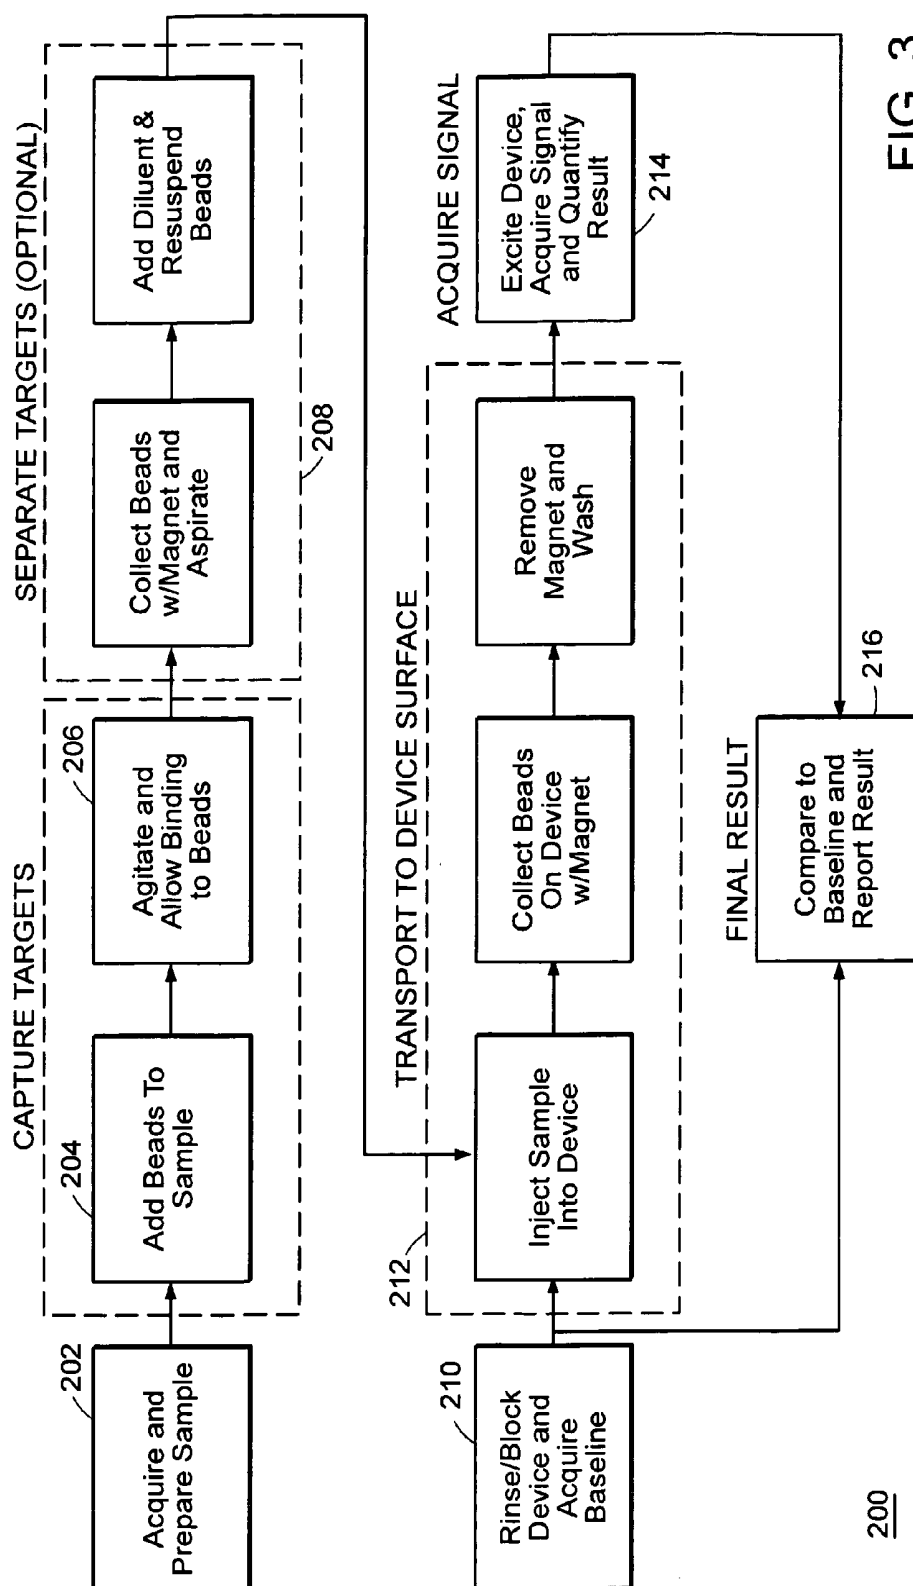 CAPTURE TARGETS
SEPARATE TARGETS (OPTIONAL)
202
Acquire and
Prepare Sample
204
Add Beads To
Sample
206
Agitate and
Allow Binding
to Beads
Collect Beads
w/Magnet and
Aspirate
Add Diluent &
Resuspend
Beads
208
TRANSPORT TO DEVICE SURFACE
ACQUIRE SIGNAL
210
Rinse/Block
Device and
Acquire
Baseline
212
Inject Sample
Into Device
Collect Beads
On Device
w/Magnet
Remove
Magnet and
Wash
Excite Device,
Acquire Signal
and Quantify
Result
214
FINAL RESULT
216
Compare to
Baseline and
Report Result
200
FIG. 3